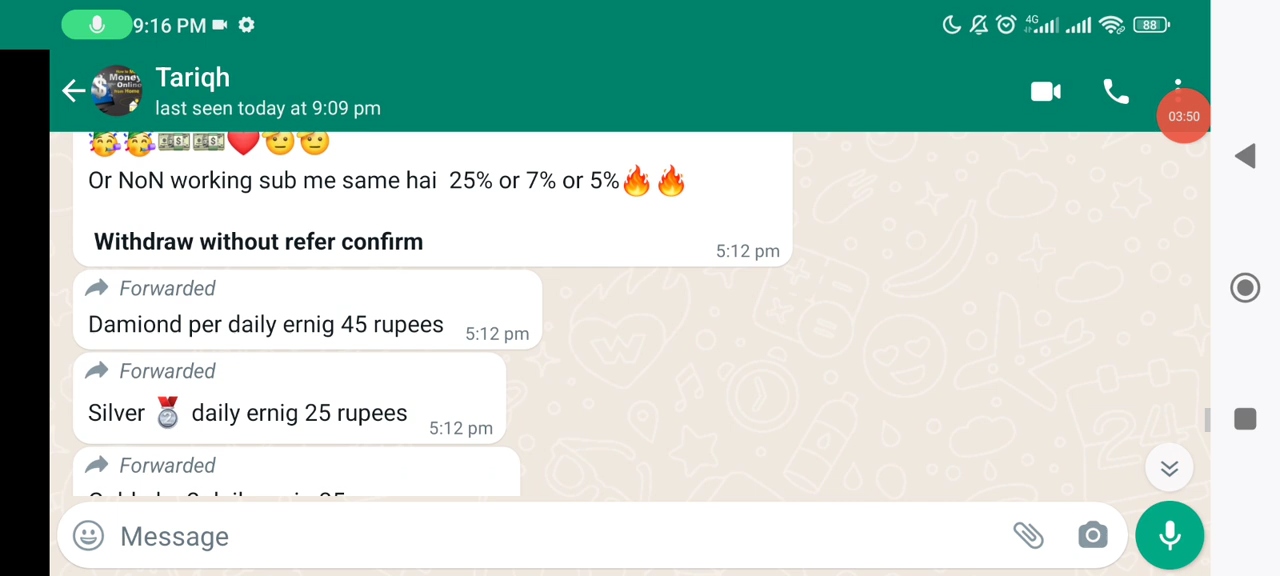 9:16 PM
4G
88
Tariqh
last seen today at 9:09 pm
03:50
Or NoN working sub me same hai 25% or 7% or 5%
Withdraw without refer confirm
5:12 pm
Forwarded
Damiond per daily ernig 45 rupees
5:12 pm
Forwarded
Silver daily ernig 25 rupees
5:12 pm
Forwarded
Message